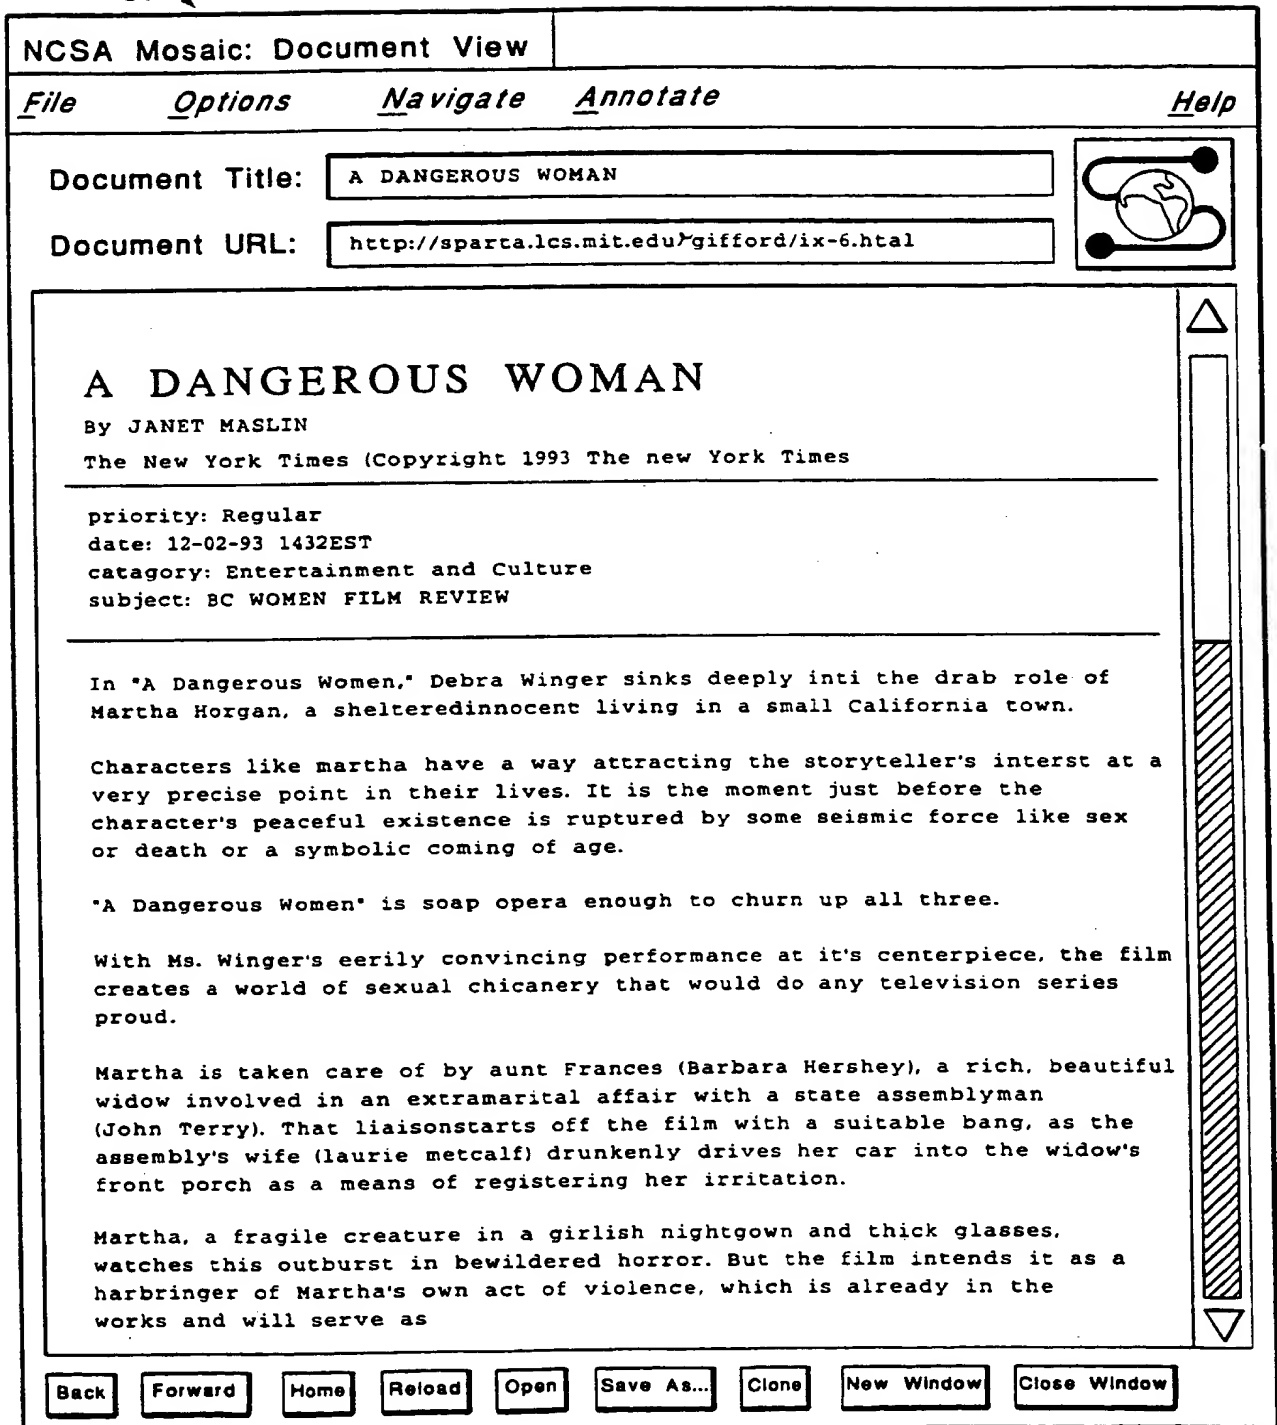 NCSA Mosaic: Document View
File Options Navigate Annotate Help
Document Title: A DANGEROUS WOMAN
Document URL: http://sparta.lcs.mit.edu/~gifford/ix-6.htal
A DANGEROUS WOMAN
By JANET MASLIN
The New York Times (Copyright 1993 The new York Times
priority: Regular
date: 12-02-93 1432EST
catagory: Entertainment and Culture
subject: BC WOMEN FILM REVIEW
In "A Dangerous Women," Debra Winger sinks deeply inti the drab role of
Martha Horgan, a shelteredinnocent living in a small California town.
Characters like martha have a way attracting the storyteller's interst at a
very precise point in their lives. It is the moment just before the
character's peaceful existence is ruptured by some seismic force like sex
or death or a symbolic coming of age.
"A Dangerous Women" is soap opera enough to churn up all three.
With Ms. Winger's eerily convincing performance at it's centerpiece, the film
creates a world of sexual chicanery that would do any television series
proud.
Martha is taken care of by aunt Frances (Barbara Hershey), a rich, beautiful
widow involved in an extramarital affair with a state assemblyman
(John Terry). That liaisonstarts off the film with a suitable bang, as the
assembly's wife (laurie metcalf) drunkenly drives her car into the widow's
front porch as a means of registering her irritation.
Martha, a fragile creature in a girlish nightgown and thick glasses,
watches this outburst in bewildered horror. But the film intends it as a
harbringer of Martha's own act of violence, which is already in the
works and will serve as
Back Forward Home Reload Open Save As... Clone New Window Close Window